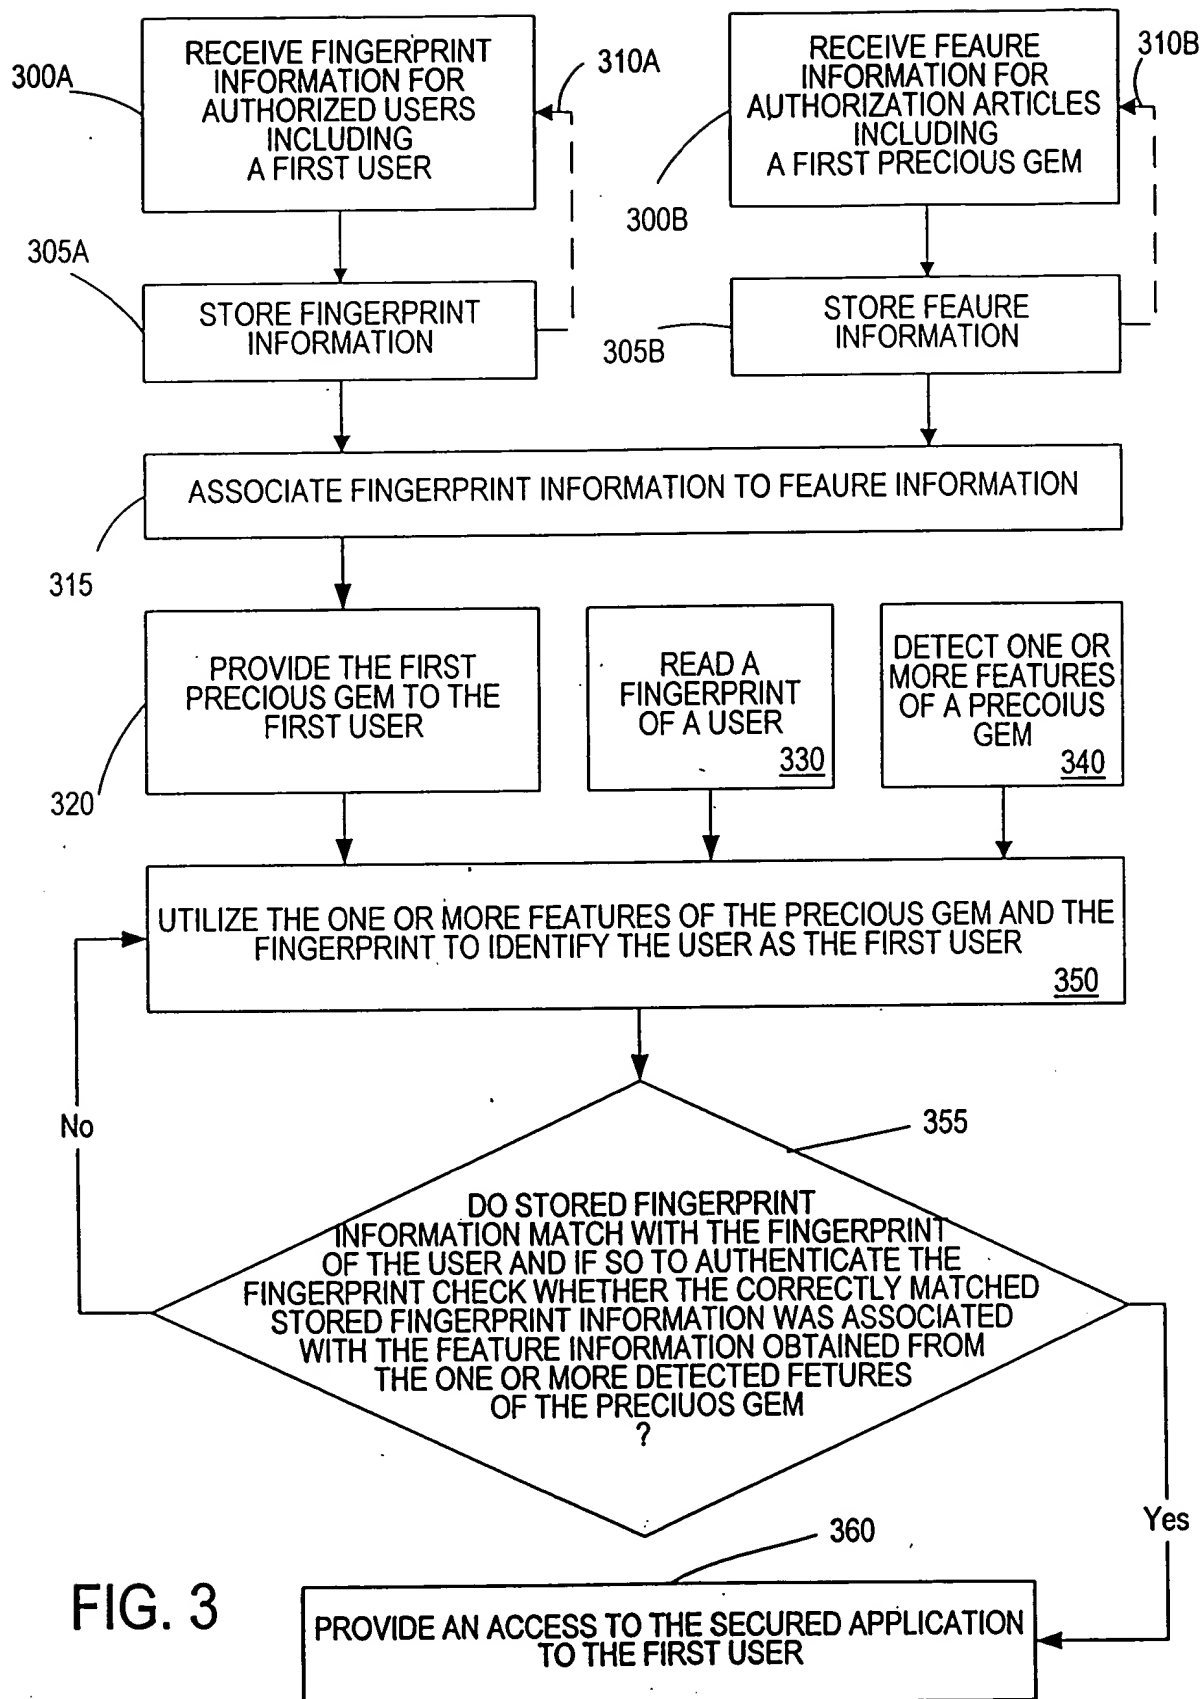 300A
RECEIVE FINGERPRINT
INFORMATION FOR
AUTHORIZED USERS
INCLUDING
A FIRST USER
310A
RECEIVE FEAURE
INFORMATION FOR
AUTHORIZATION ARTICLES
INCLUDING
A FIRST PRECIOUS GEM
310B
300B
305A
STORE FINGERPRINT
INFORMATION
305B
STORE FEAURE
INFORMATION
ASSOCIATE FINGERPRINT INFORMATION TO FEAURE INFORMATION
315
PROVIDE THE FIRST
PRECIOUS GEM TO THE
FIRST USER
320
READ A
FINGERPRINT
OF A USER
330
DETECT ONE OR
MORE FEATURES
OF A PRECOIUS
GEM
340
UTILIZE THE ONE OR MORE FEATURES OF THE PRECIOUS GEM AND THE
FINGERPRINT TO IDENTIFY THE USER AS THE FIRST USER
350
No
355
DO STORED FINGERPRINT
INFORMATION MATCH WITH THE FINGERPRINT
OF THE USER AND IF SO TO AUTHENTICATE THE
FINGERPRINT CHECK WHETHER THE CORRECTLY MATCHED
STORED FINGERPRINT INFORMATION WAS ASSOCIATED
WITH THE FEATURE INFORMATION OBTAINED FROM
THE ONE OR MORE DETECTED FETURES
OF THE PRECIUOS GEM
?
Yes
360
PROVIDE AN ACCESS TO THE SECURED APPLICATION
TO THE FIRST USER
FIG. 3